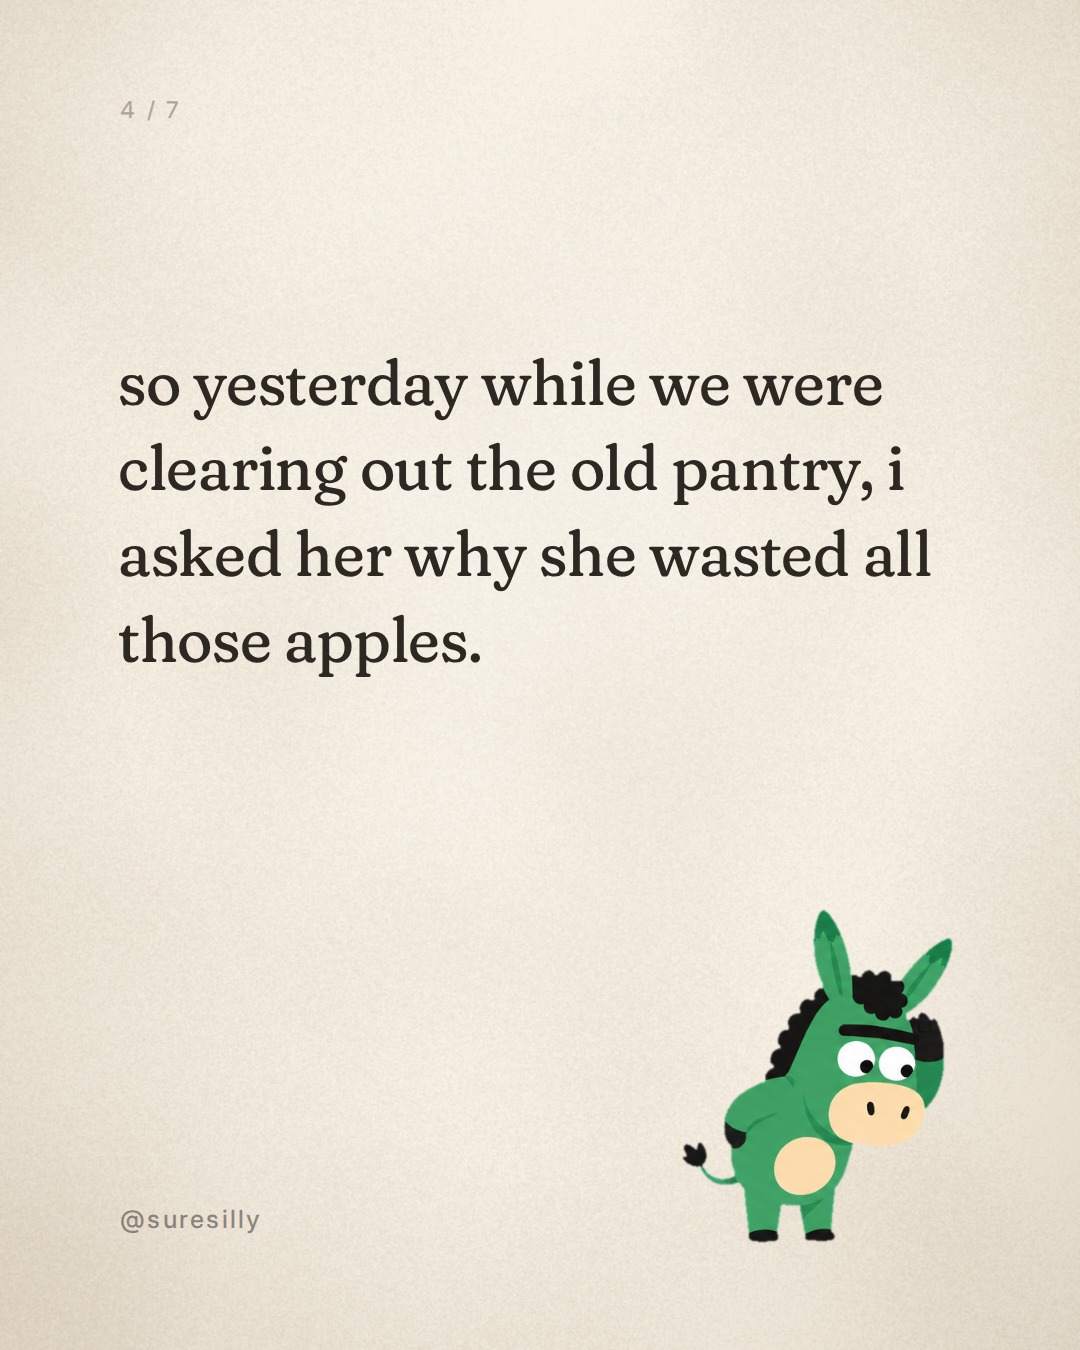 4 / 7
so yesterday while we were
clearing out the old pantry, i
asked her why she wasted all
those apples.
@suresilly